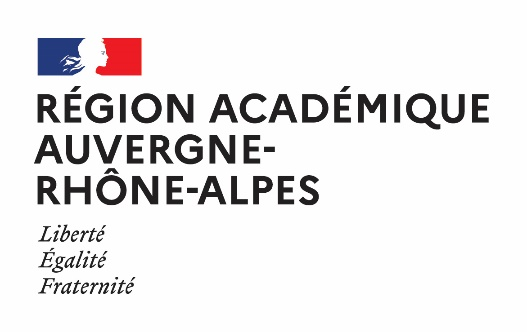 RÉGION ACADÉMIQUE
AUVERGNE-
RHÔNE-ALPES
Liberté
Égalité
Fraternité